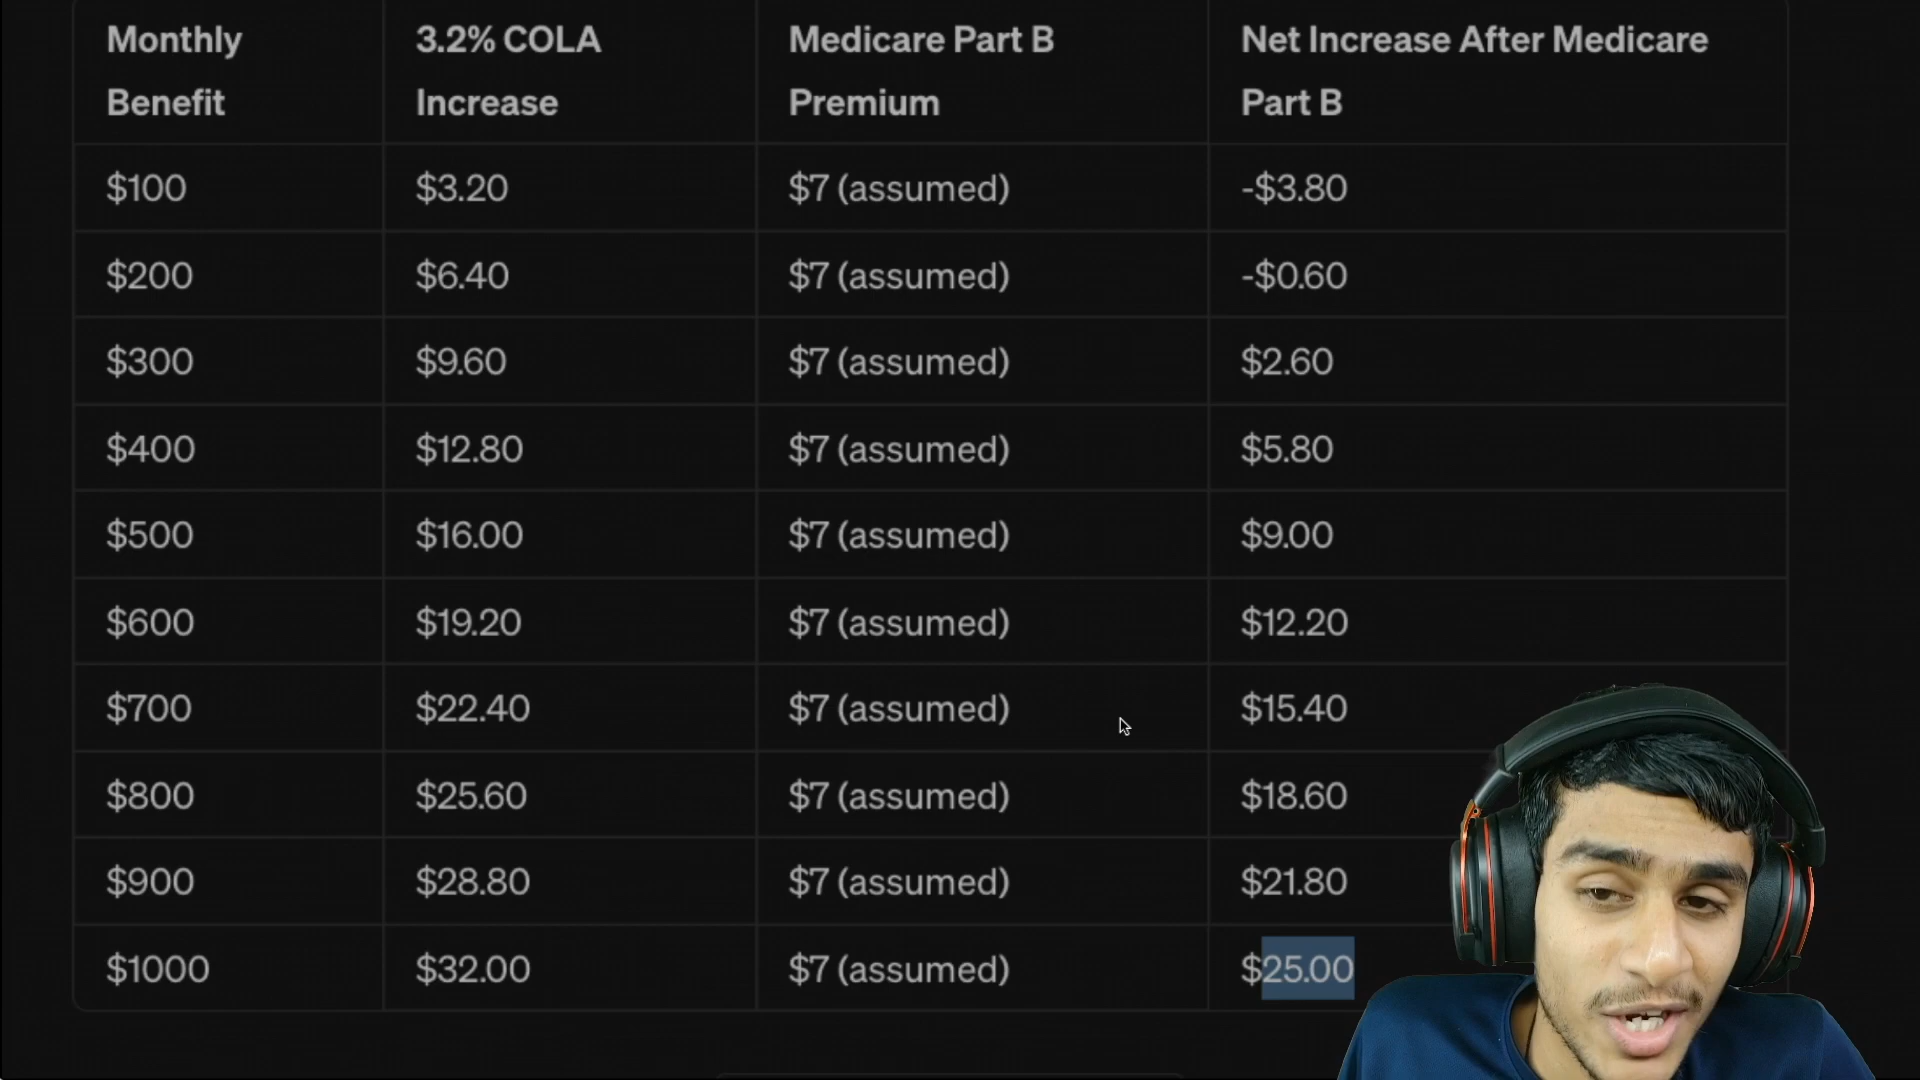 Monthly Benefit 3.2% COLA Increase Medicare Part B Premium Net Increase After Medicare Part B
$100 $3.20 $7 (assumed) -$3.80
$200 $6.40 $7 (assumed) -$0.60
$300 $9.60 $7 (assumed) $2.60
$400 $12.80 $7 (assumed) $5.80
$500 $16.00 $7 (assumed) $9.00
$600 $19.20 $7 (assumed) $12.20
$700 $22.40 $7 (assumed) $15.40
$800 $25.60 $7 (assumed) $18.60
$900 $28.80 $7 (assumed) $21.80
$1000 $32.00 $7 (assumed) $25.00